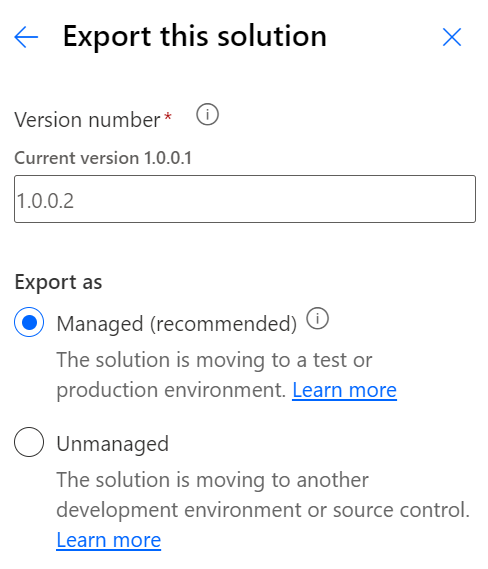 Export this solution
Version number*
Current version 1.0.0.1
1.0.0.2
Export as
Managed (recommended)
The solution is moving to a test or
production environment. Learn more
Unmanaged
The solution is moving to another
development environment or source control.
Learn more